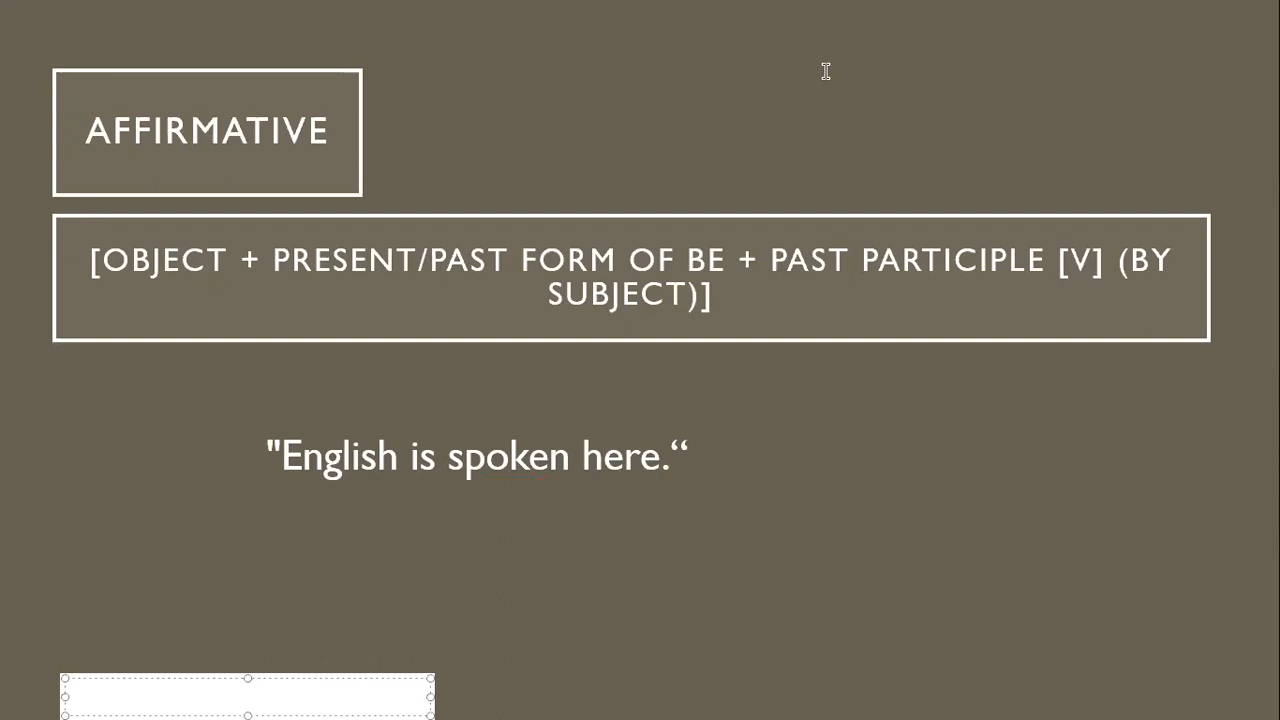 AFFIRMATIVE
[OBJECT + PRESENT/PAST FORM OF BE + PAST PARTICIPLE [V] (BY
SUBJECT)]
"English is spoken here.“